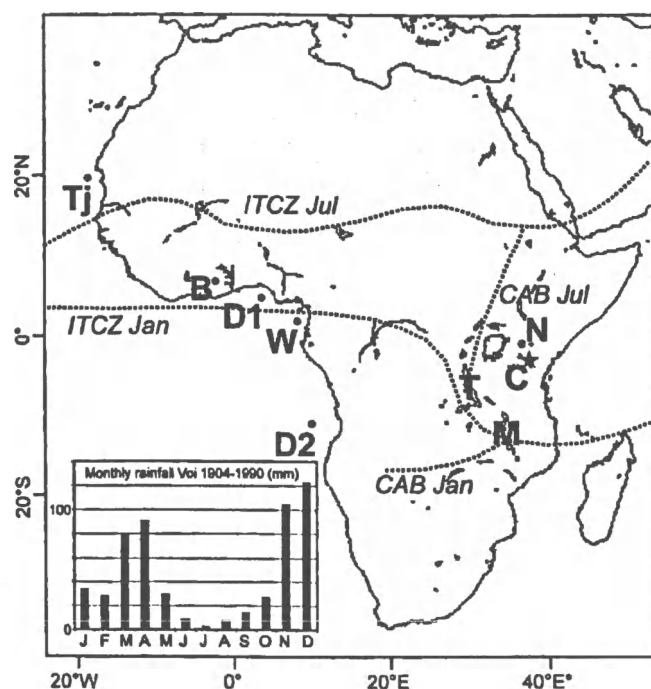 20°N
Tj
ITCZ Jul
CAB Jul
B
D1
ITCZ Jan
0°
W
N
C
T
M
D2
CAB Jan
20°S
Monthly rainfall Voi 1904-1990 (mm)
100
0
J F M A M J J A S O N D
20°W 0° 20°E 40°E